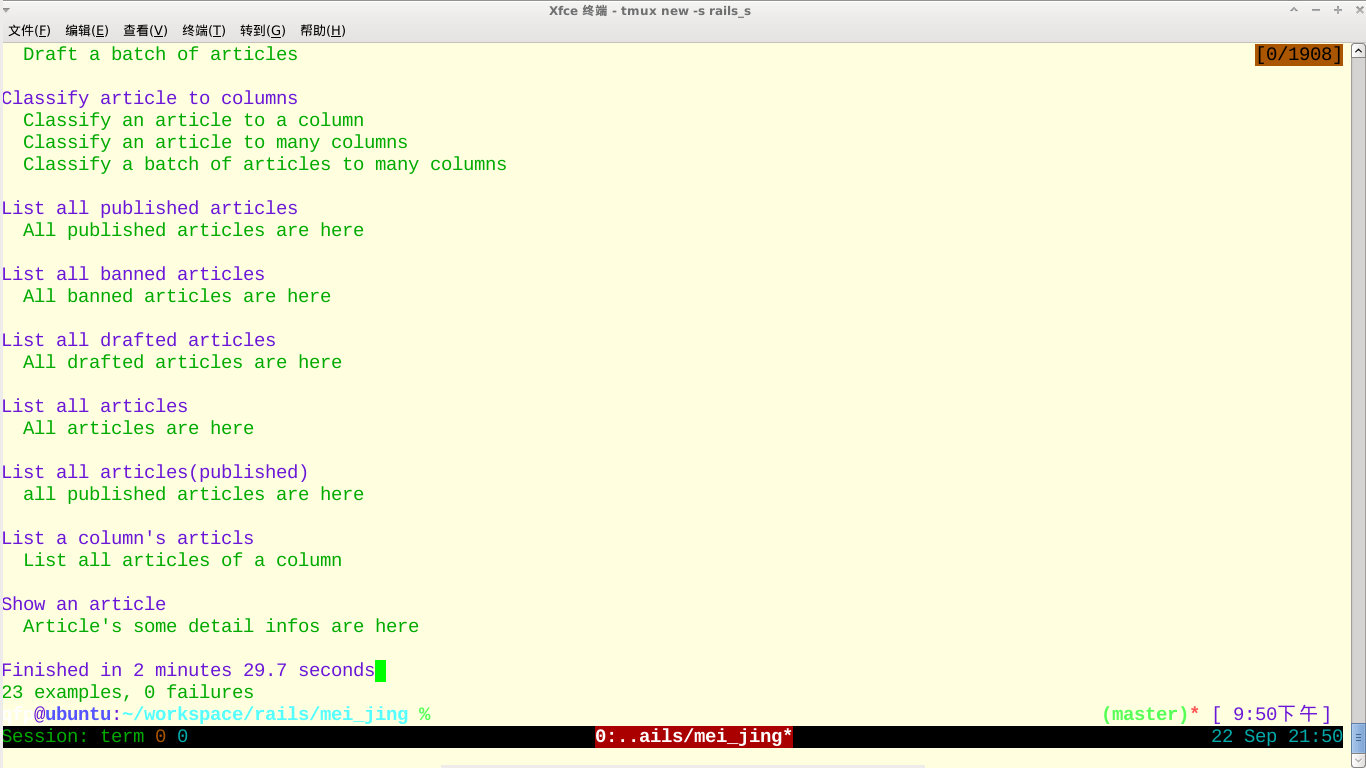 Xfce 终端 - tmux new -s rails_s
文件(F) 编辑(E) 查看(V) 终端(T) 转到(G) 帮助(H)
Draft a batch of articles [0/1908]
Classify article to columns
Classify an article to a column
Classify an article to many columns
Classify a batch of articles to many columns
List all published articles
All published articles are here
List all banned articles
All banned articles are here
List all drafted articles
All drafted articles are here
List all articles
All articles are here
List all articles(published)
all published articles are here
List a column's articls
List all articles of a column
Show an article
Article's some detail infos are here
Finished in 2 minutes 29.7 seconds
23 examples, 0 failures
@ubuntu:~/workspace/rails/mei_jing % (master)* [ 9:50下午]
Session: term 0 0 0:..ails/mei_jing* 22 Sep 21:50